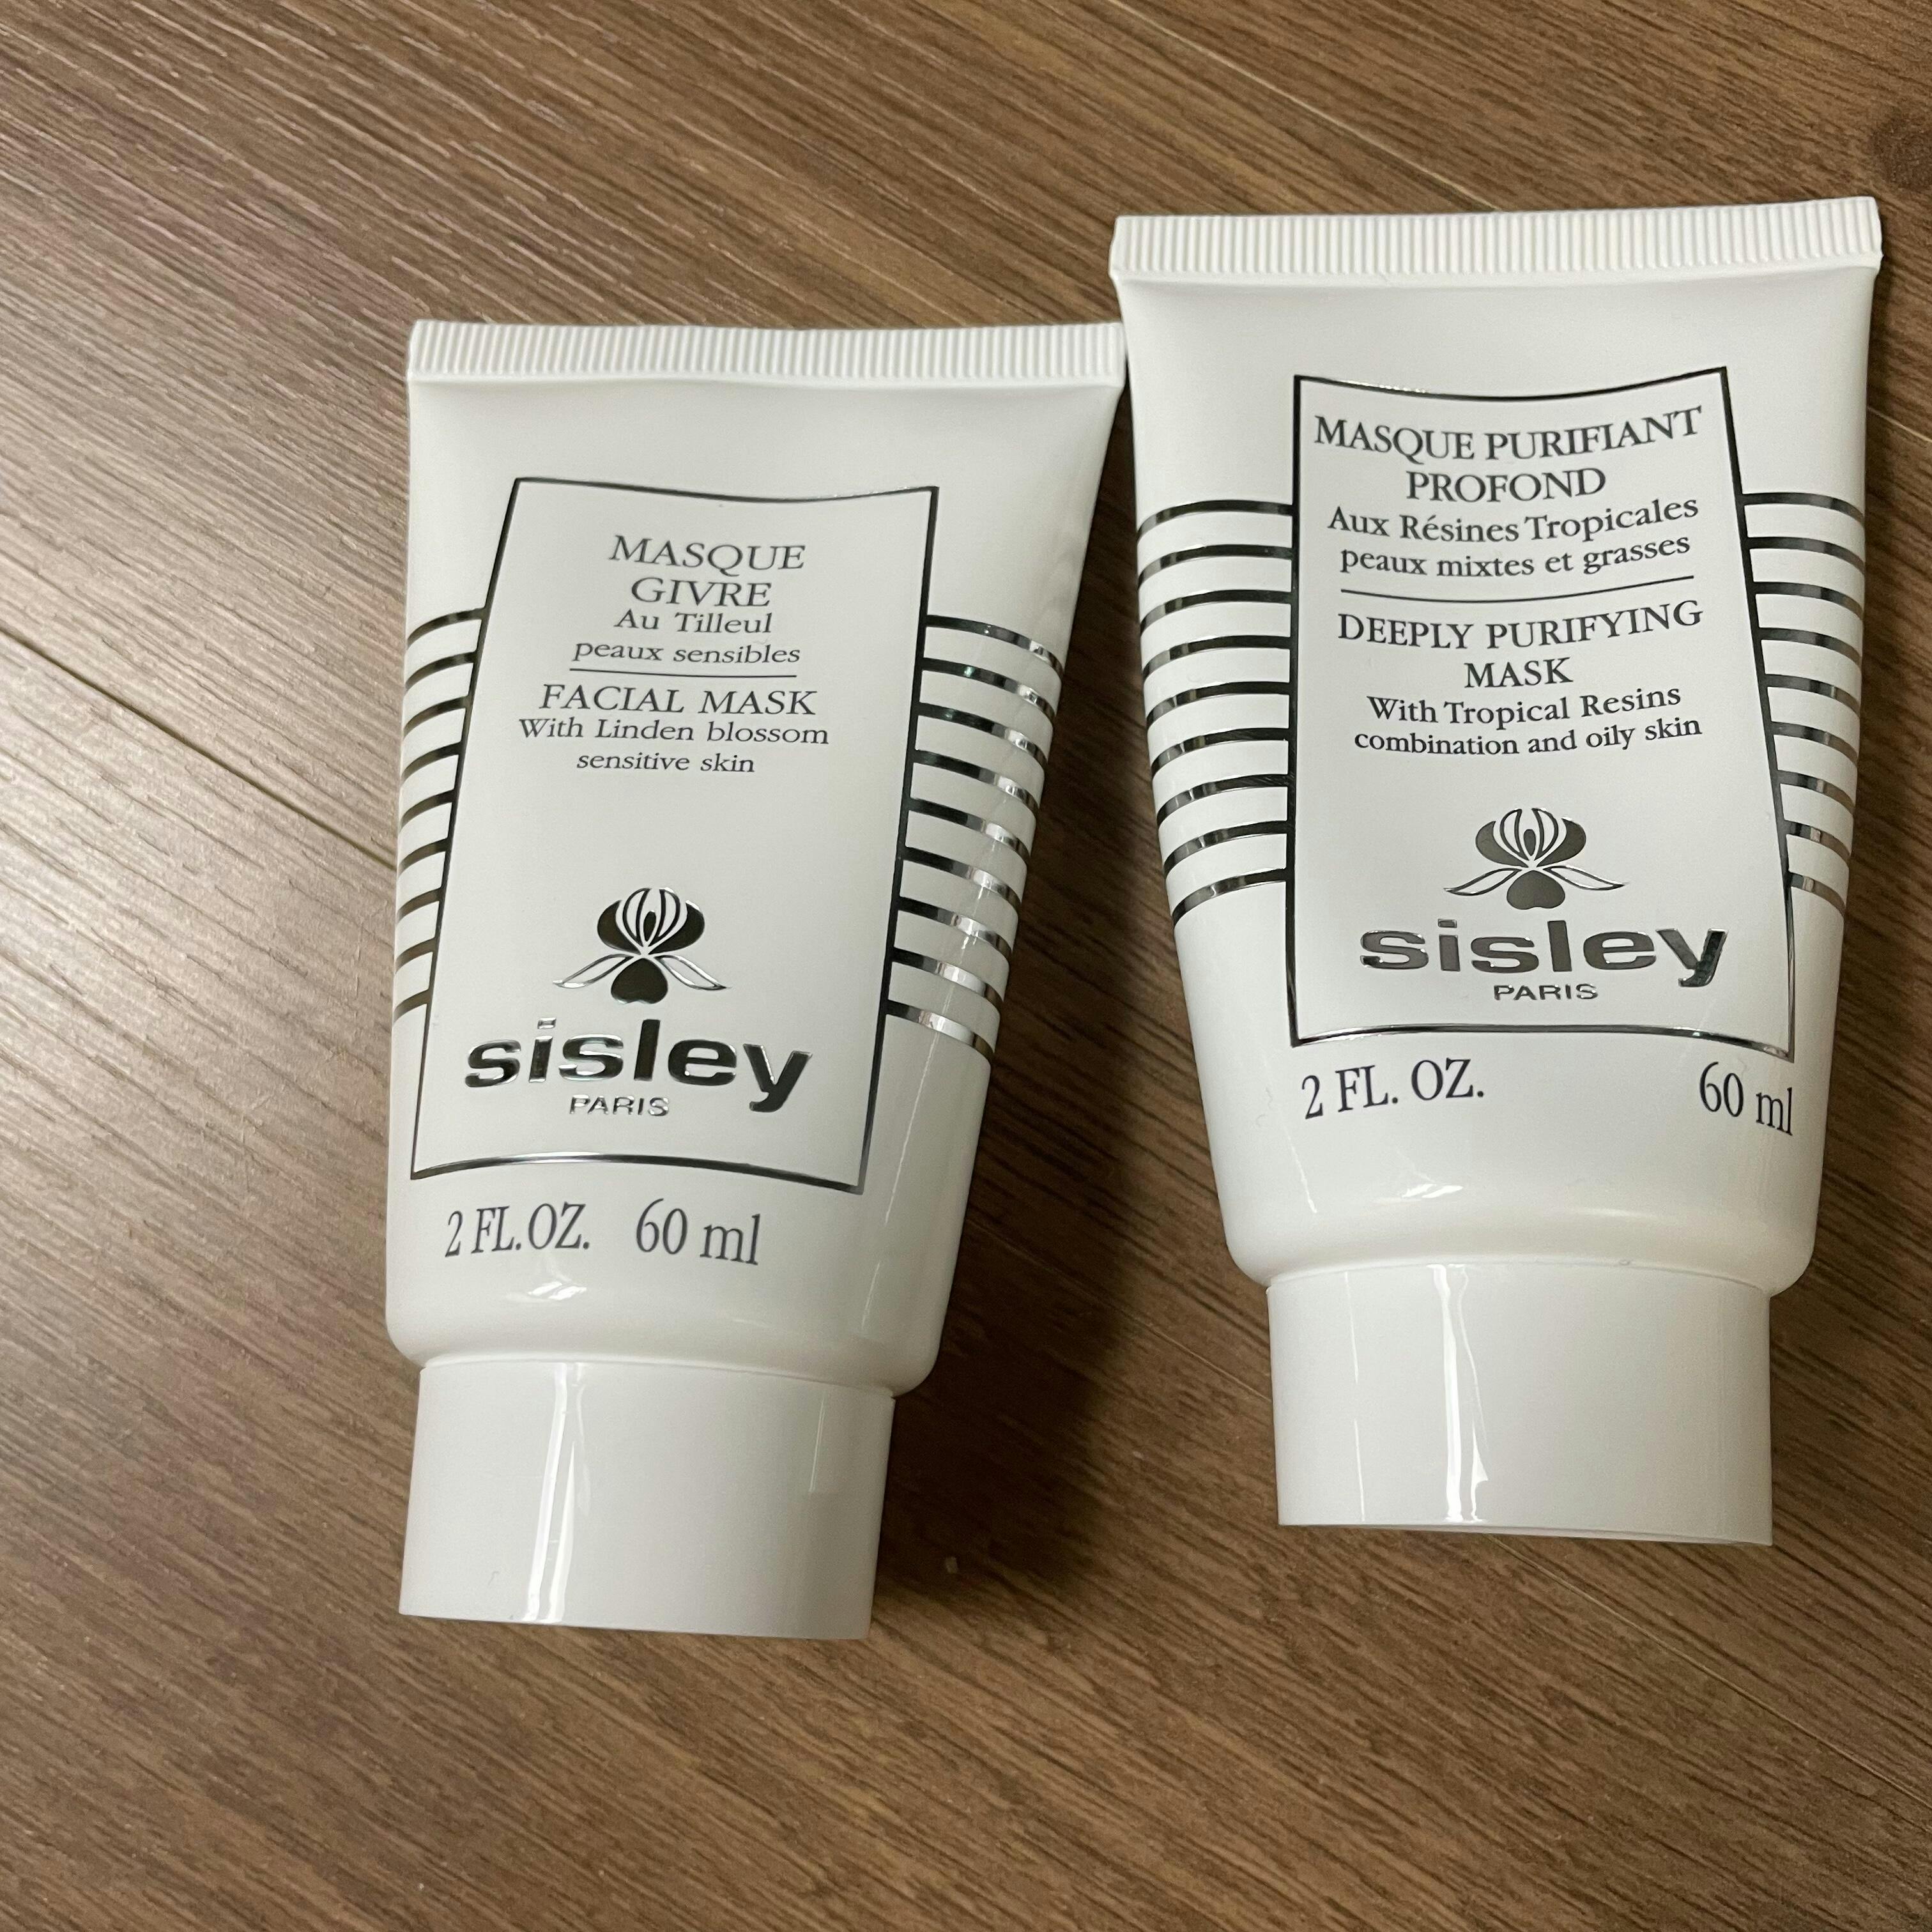 MASQUE
GIVRE
Au Tilleul
peaux sensibles
FACIAL MASK
With Linden blossom
sensitive skin
sisley
PARIS
2 FL.OZ. 60 ml
MASQUE PURIFIANT
PROFOND
Aux Résines Tropicales
peaux mixtes et grasses
DEEPLY PURIFYING
MASK
With Tropical Resins
combination and oily skin
sisley
PARIS
2 FL. OZ. 60 ml